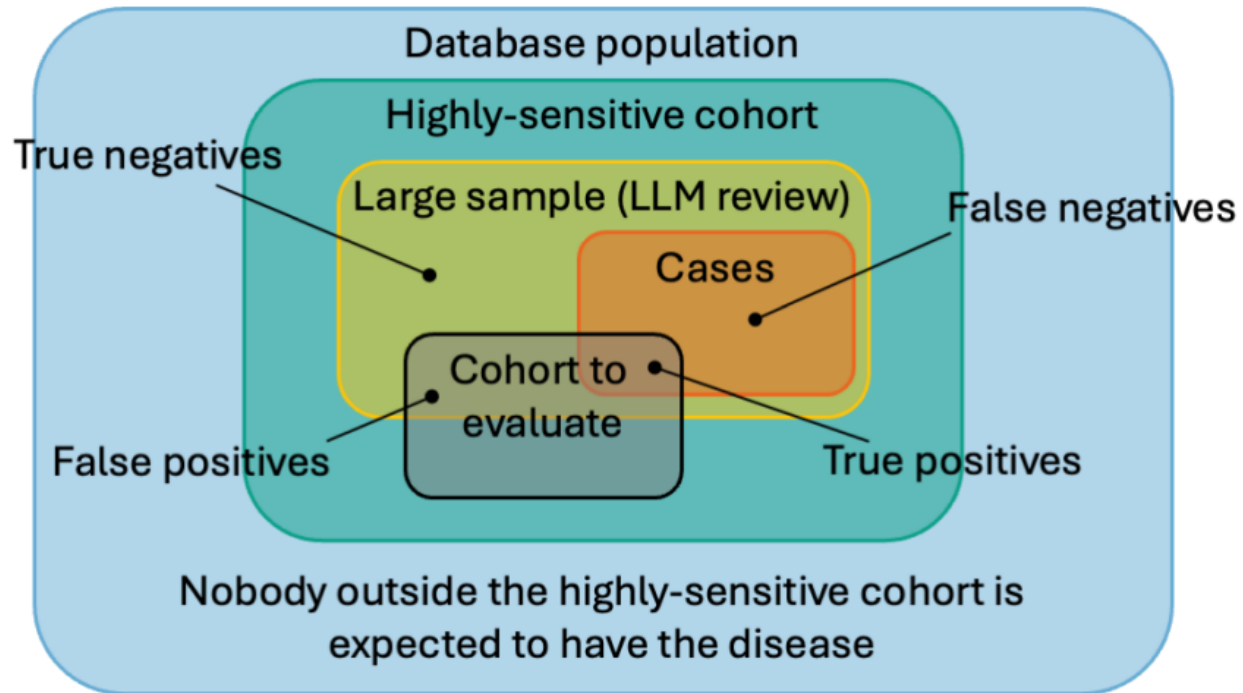 Database population
Highly-sensitive cohort
True negatives
Large sample (LLM review)
False negatives
Cases
Cohort to
evaluate
False positives
True positives
Nobody outside the highly-sensitive cohort is
expected to have the disease